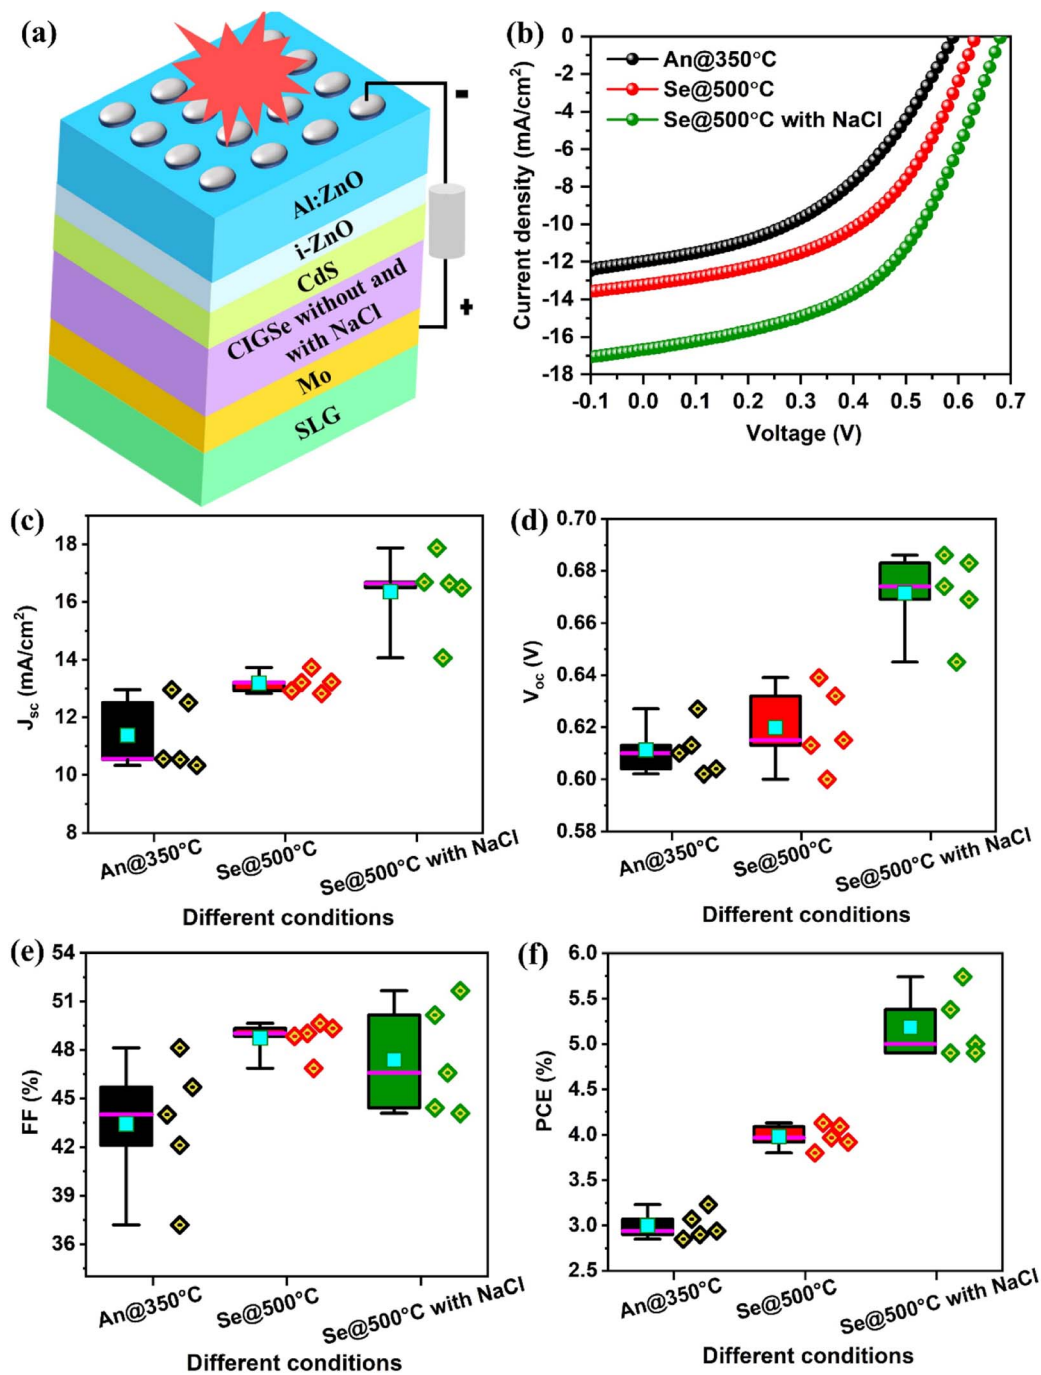 (a)
-
Al:ZnO
i-ZnO
CdS
CIGSe without and
with NaCl
+
Mo
SLG
(b)
An@350°C
Se@500°C
Se@500°C with NaCl
Current density (mA/cm²)
0
-2
-4
-6
-8
-10
-12
-14
-16
-18
-0.1 0.0 0.1 0.2 0.3 0.4 0.5 0.6 0.7
Voltage (V)
(c)
Jsc (mA/cm²)
18
16
14
12
10
8
An@350°C Se@500°C Se@500°C with NaCl
Different conditions
(d)
Voc (V)
0.70
0.68
0.66
0.64
0.62
0.60
0.58
An@350°C Se@500°C Se@500°C with NaCl
Different conditions
(e)
FF (%)
54
51
48
45
42
39
36
An@350°C Se@500°C Se@500°C with NaCl
Different conditions
(f)
PCE (%)
6.0
5.5
5.0
4.5
4.0
3.5
3.0
2.5
An@350°C Se@500°C Se@500°C with NaCl
Different conditions